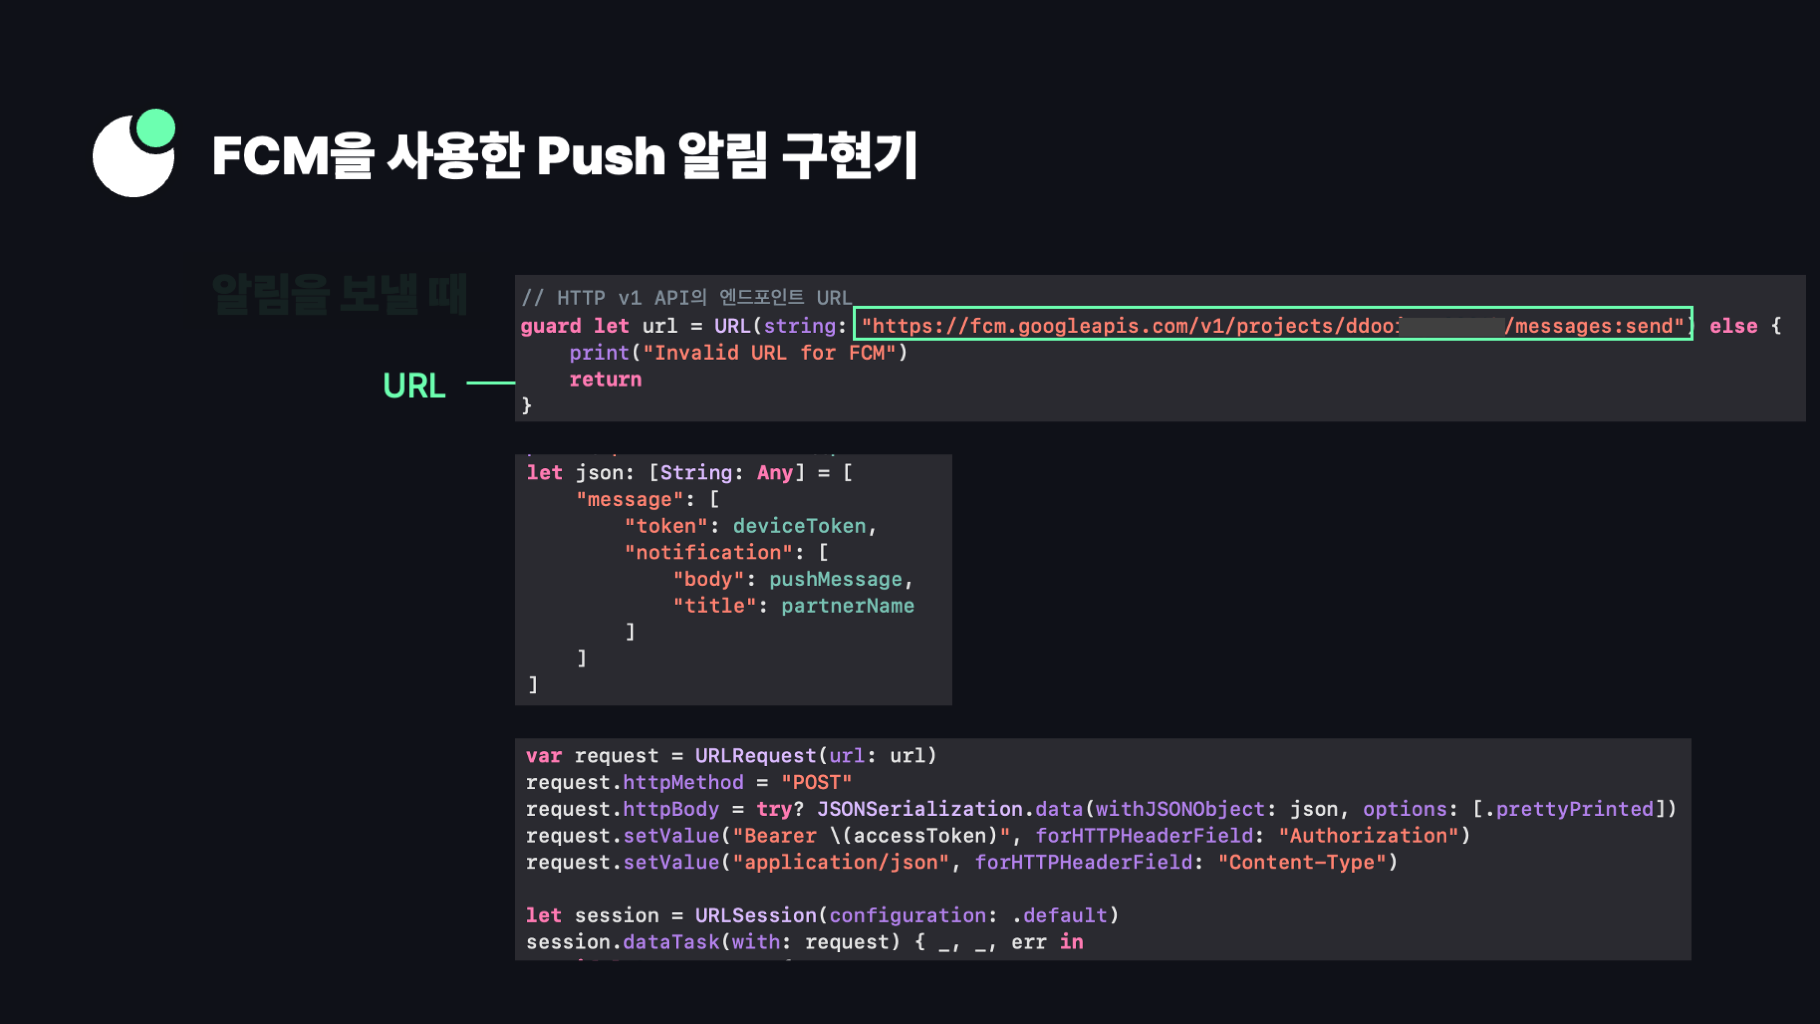 FCM을 사용한 Push 알림 구현기
알림을 보낼 때
// HTTP v1 API의 엔드포인트 URL
guard let url = URL(string: "https://fcm.googleapis.com/v1/projects/ddooi /messages:send") else {
    print("Invalid URL for FCM")
    return
}
URL
let json: [String: Any] = [
    "message": [
        "token": deviceToken,
        "notification": [
            "body": pushMessage,
            "title": partnerName
        ]
    ]
]
var request = URLRequest(url: url)
request.httpMethod = "POST"
request.httpBody = try? JSONSerialization.data(withJSONObject: json, options: [.prettyPrinted])
request.setValue("Bearer \(accessToken)", forHTTPHeaderField: "Authorization")
request.setValue("application/json", forHTTPHeaderField: "Content-Type")
let session = URLSession(configuration: .default)
session.dataTask(with: request) { _, _, err in